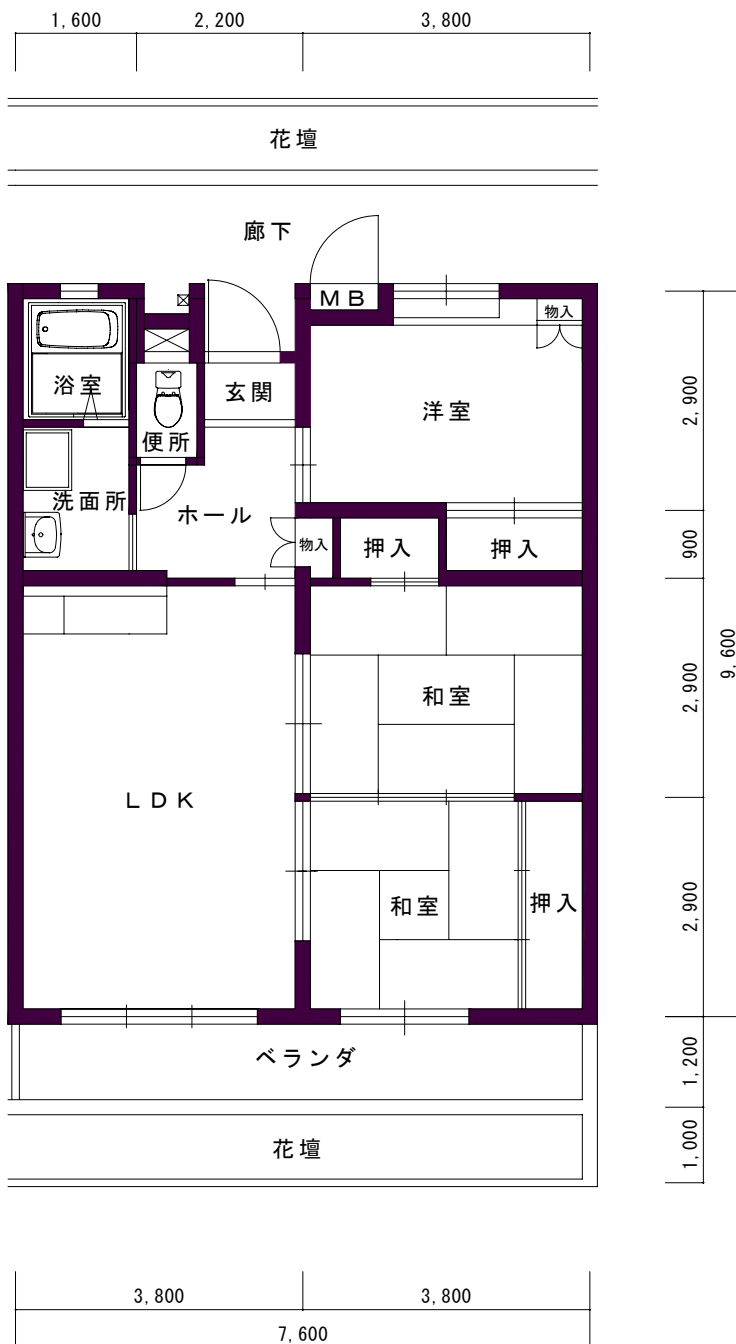 1,600
2,200
3,800
花壇
廊下
MB
物入
浴室
玄関
洋室
2,900
便所
洗面所
ホール
物入
押入
押入
900
9,600
和室
2,900
LDK
和室
押入
2,900
ベランダ
1,200
花壇
1,000
3,800
3,800
7,600